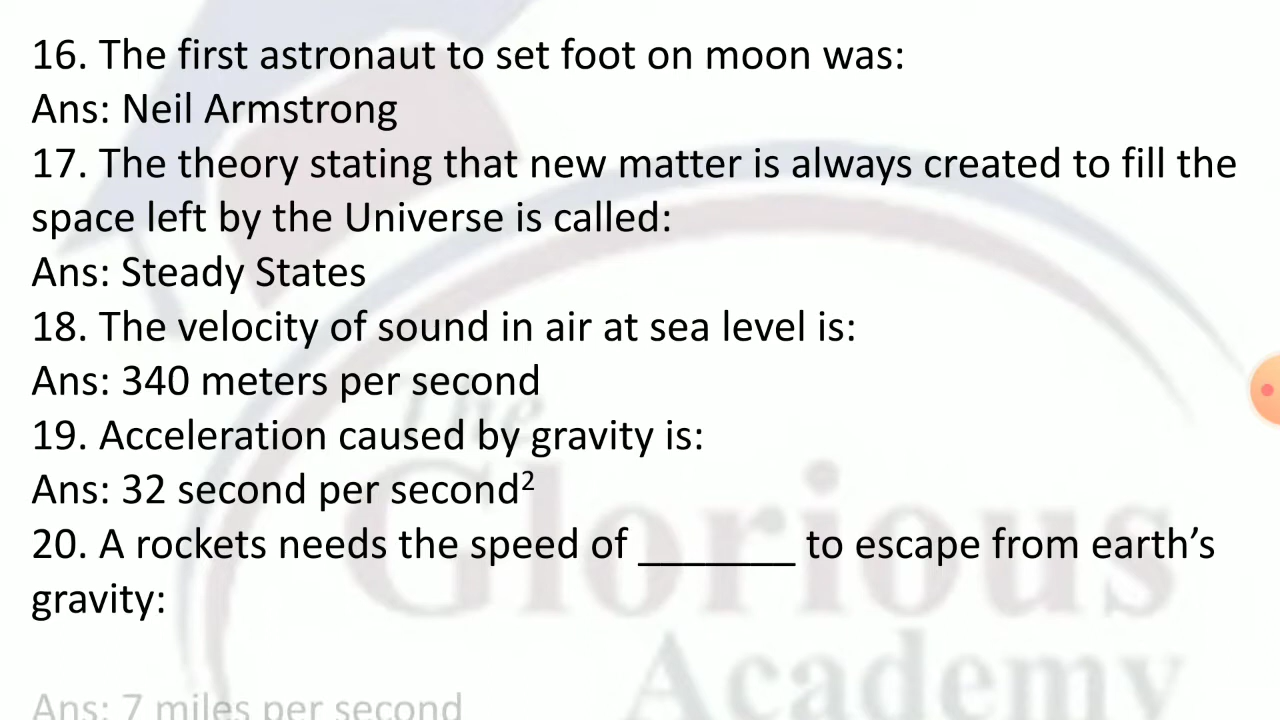 16. The first astronaut to set foot on moon was:
Ans: Neil Armstrong
17. The theory stating that new matter is always created to fill the
space left by the Universe is called:
Ans: Steady States
18. The velocity of sound in air at sea level is:
Ans: 340 meters per second
19. Acceleration caused by gravity is:
Ans: 32 second per second²
20. A rockets needs the speed of _______ to escape from earth’s
gravity:
Ans: 7 miles per second
The
Glorious
Academy